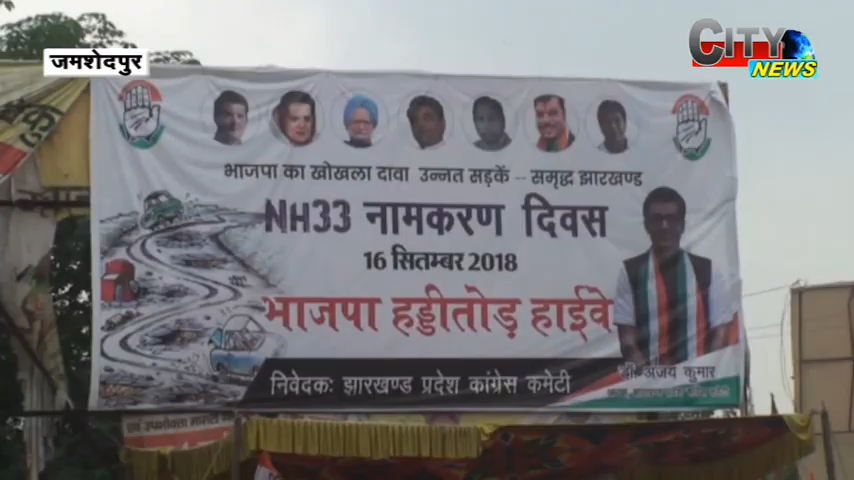 जमशेदपुर
CITY
NEWS
भाजपा का खोखला दावा उन्नत सड़कें -- समृद्ध झारखण्ड
NH33 नामकरण दिवस
16 सितम्बर 2018
भाजपा हड्डीतोड़ हाईवे
डॉ. अजय कुमार
निवेदक: झारखण्ड प्रदेश कांग्रेस कमेटी